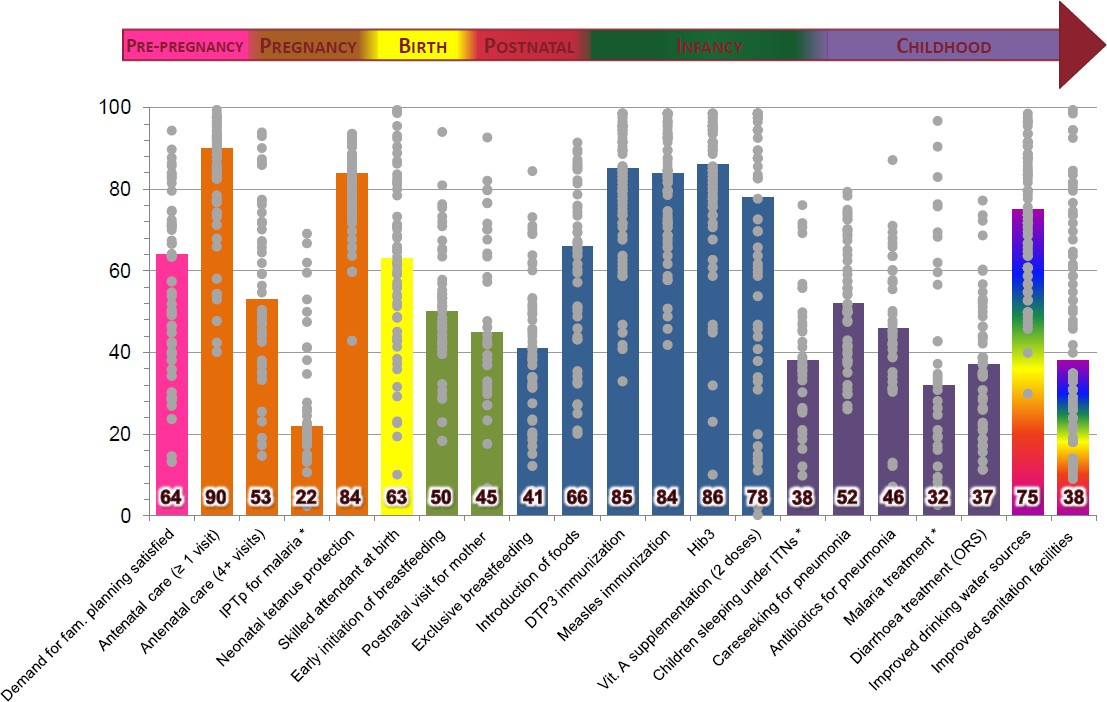 PRE-PREGNANCY PREGNANCY BIRTH POSTNATAL INFANCY CHILDHOOD
100
80
60
40
20
0
64 90 53 22 84 63 50 45 41 66 85 84 86 78 38 52 46 32 37 75 38
Demand for fam. planning satisfied
Antenatal care (≥ 1 visit)
Antenatal care (4+ visits)
IPTp for malaria *
Neonatal tetanus protection
Skilled attendant at birth
Early initiation of breastfeeding
Postnatal visit for mother
Exclusive breastfeeding
Introduction of foods
DTP3 immunization
Measles immunization
Hib3
Vit. A supplementation (2 doses)
Children sleeping under ITNs *
Careseeking for pneumonia
Antibiotics for pneumonia
Malaria treatment *
Diarrhoea treatment (ORS)
Improved drinking water sources
Improved sanitation facilities